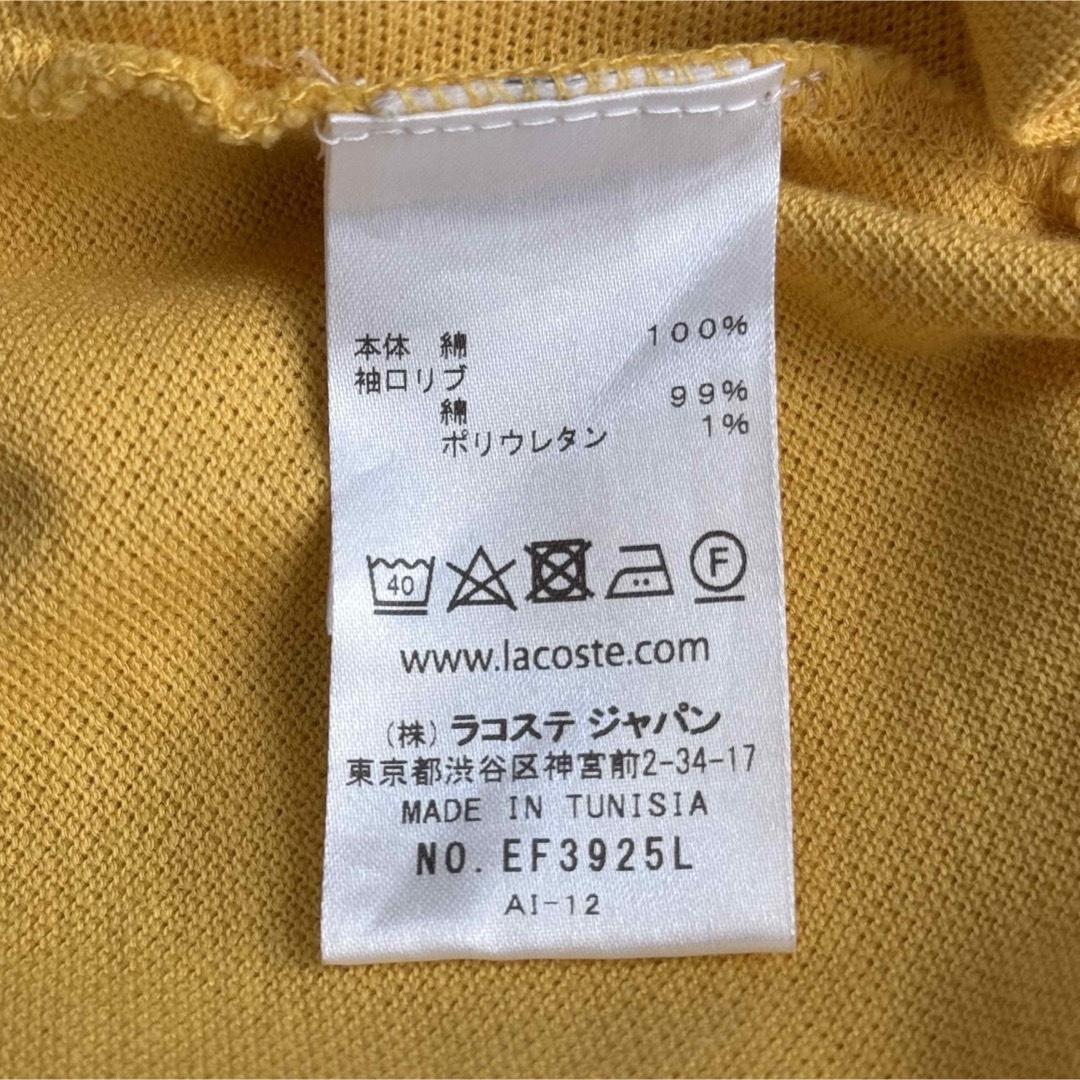 本体 綿 100%
袖口リブ
綿 99%
ポリウレタン 1%
40 F
www.lacoste.com
(株) ラコステ ジャパン
東京都渋谷区神宮前2-34-17
MADE IN TUNISIA
NO. EF3925L
AI-12